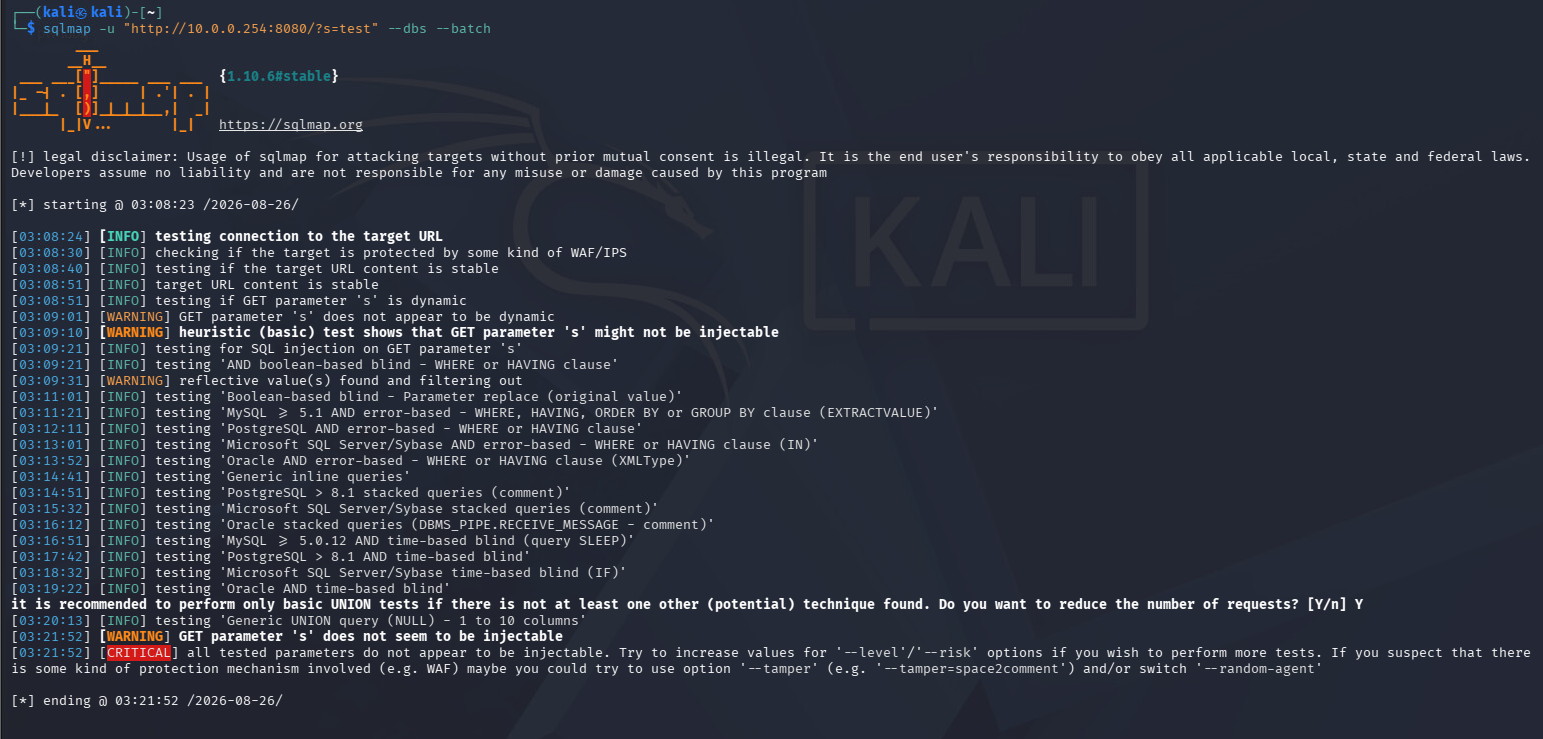 ┌──(kali㉿kali)-[~]
└─$ sqlmap -u "http://10.0.0.254:8080/?s=test" --dbs --batch
        ___
       __H__
 ___ ___["]_____ ___ ___  {1.10.6#stable}
|_ -| . [,]     | .'| . |
|___|_  [)]_|_|_|__,|  _|
      |_|V...       |_|   https://sqlmap.org
[!] legal disclaimer: Usage of sqlmap for attacking targets without prior mutual consent is illegal. It is the end user's responsibility to obey all applicable local, state and federal laws.
Developers assume no liability and are not responsible for any misuse or damage caused by this program
[*] starting @ 03:08:23 /2026-08-26/
[03:08:24] [INFO] testing connection to the target URL
[03:08:30] [INFO] checking if the target is protected by some kind of WAF/IPS
[03:08:40] [INFO] testing if the target URL content is stable
[03:08:51] [INFO] target URL content is stable
[03:08:51] [INFO] testing if GET parameter 's' is dynamic
[03:09:01] [WARNING] GET parameter 's' does not appear to be dynamic
[03:09:10] [WARNING] heuristic (basic) test shows that GET parameter 's' might not be injectable
[03:09:21] [INFO] testing for SQL injection on GET parameter 's'
[03:09:21] [INFO] testing 'AND boolean-based blind - WHERE or HAVING clause'
[03:09:31] [WARNING] reflective value(s) found and filtering out
[03:11:01] [INFO] testing 'Boolean-based blind - Parameter replace (original value)'
[03:11:21] [INFO] testing 'MySQL >= 5.1 AND error-based - WHERE, HAVING, ORDER BY or GROUP BY clause (EXTRACTVALUE)'
[03:12:11] [INFO] testing 'PostgreSQL AND error-based - WHERE or HAVING clause'
[03:13:01] [INFO] testing 'Microsoft SQL Server/Sybase AND error-based - WHERE or HAVING clause (IN)'
[03:13:52] [INFO] testing 'Oracle AND error-based - WHERE or HAVING clause (XMLType)'
[03:14:41] [INFO] testing 'Generic inline queries'
[03:14:51] [INFO] testing 'PostgreSQL > 8.1 stacked queries (comment)'
[03:15:32] [INFO] testing 'Microsoft SQL Server/Sybase stacked queries (comment)'
[03:16:12] [INFO] testing 'Oracle stacked queries (DBMS_PIPE.RECEIVE_MESSAGE - comment)'
[03:16:51] [INFO] testing 'MySQL >= 5.0.12 AND time-based blind (query SLEEP)'
[03:17:42] [INFO] testing 'PostgreSQL > 8.1 AND time-based blind'
[03:18:32] [INFO] testing 'Microsoft SQL Server/Sybase time-based blind (IF)'
[03:19:22] [INFO] testing 'Oracle AND time-based blind'
it is recommended to perform only basic UNION tests if there is not at least one other (potential) technique found. Do you want to reduce the number of requests? [Y/n] Y
[03:20:13] [INFO] testing 'Generic UNION query (NULL) - 1 to 10 columns'
[03:21:52] [WARNING] GET parameter 's' does not seem to be injectable
[03:21:52] [CRITICAL] all tested parameters do not appear to be injectable. Try to increase values for '--level'/'--risk' options if you wish to perform more tests. If you suspect that there
is some kind of protection mechanism involved (e.g. WAF) maybe you could try to use option '--tamper' (e.g. '--tamper=space2comment') and/or switch '--random-agent'
[*] ending @ 03:21:52 /2026-08-26/
KALI